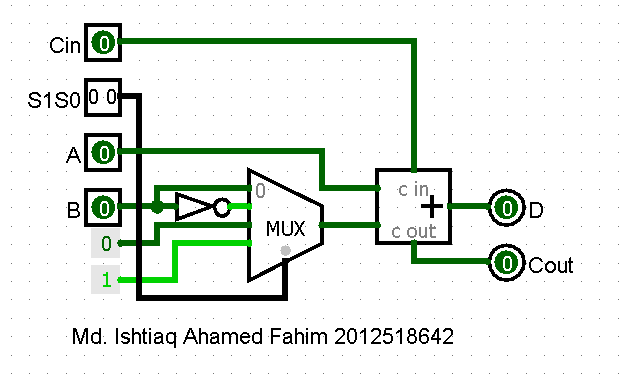 Cin 0
S1S0 0 0
A 0
B 0
0
1
0
MUX
c in
+
c out
0 D
0 Cout
Md. Ishtiaq Ahamed Fahim 2012518642